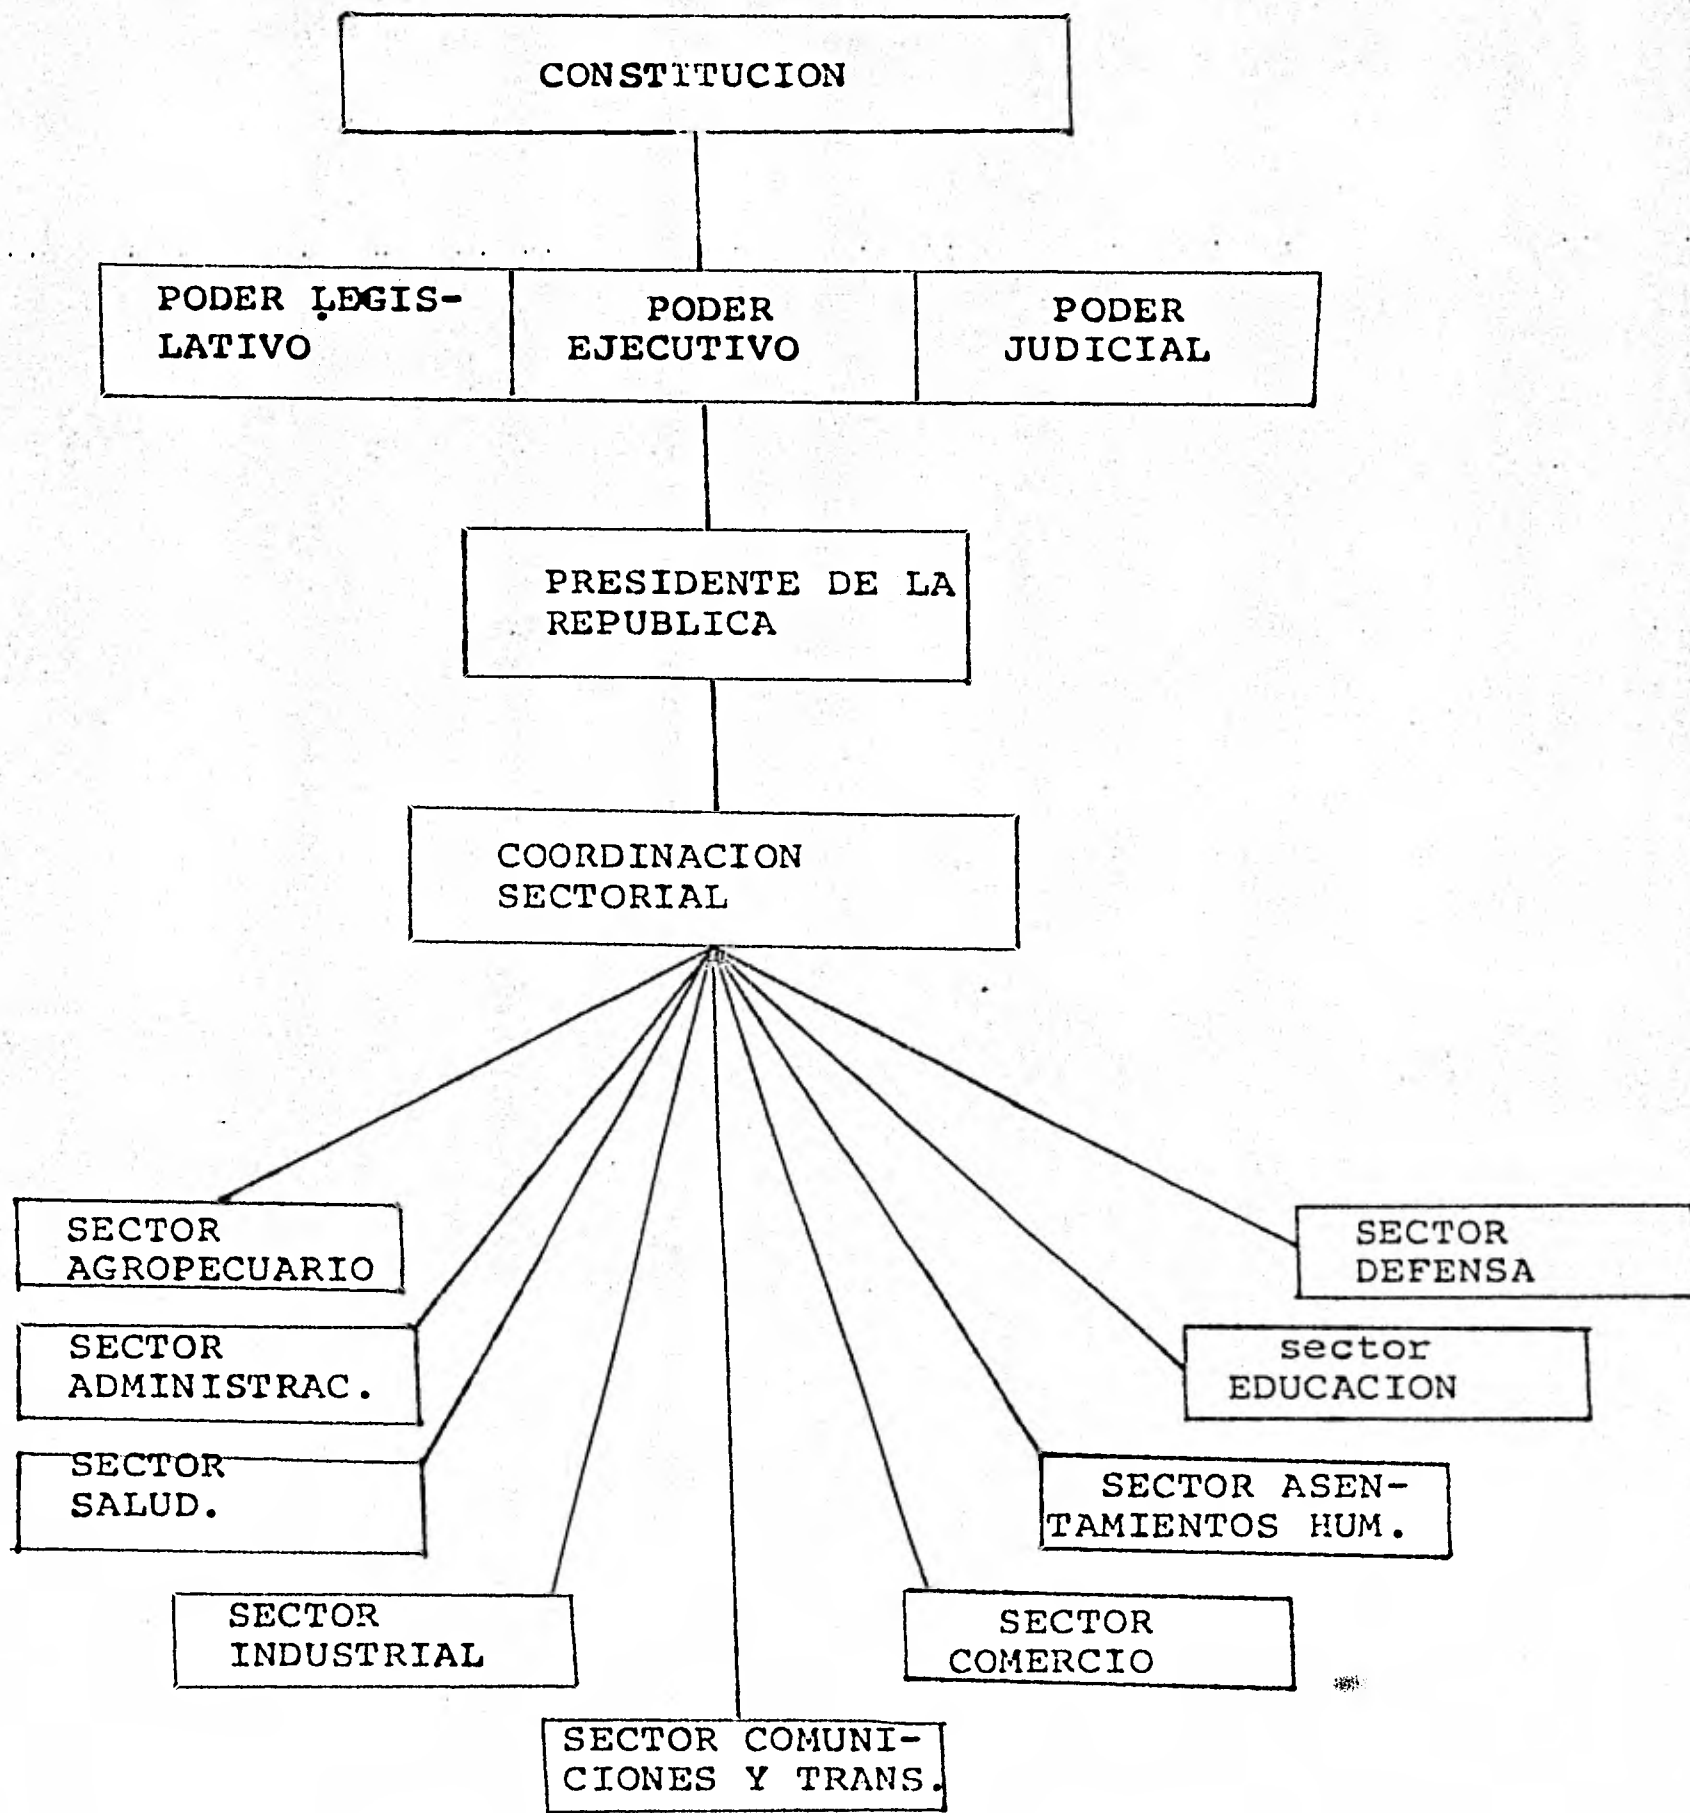 CONSTITUCION
PODER LEGIS-
LATIVO
PODER
EJECUTIVO
PODER
JUDICIAL
PRESIDENTE DE LA
REPUBLICA
COORDINACION
SECTORIAL
SECTOR
AGROPECUARIO
SECTOR
DEFENSA
SECTOR
ADMINISTRAC.
sector
EDUCACION
SECTOR
SALUD.
SECTOR ASEN-
TAMIENTOS HUM.
SECTOR
INDUSTRIAL
SECTOR
COMERCIO
SECTOR COMUNI-
CIONES Y TRANS.